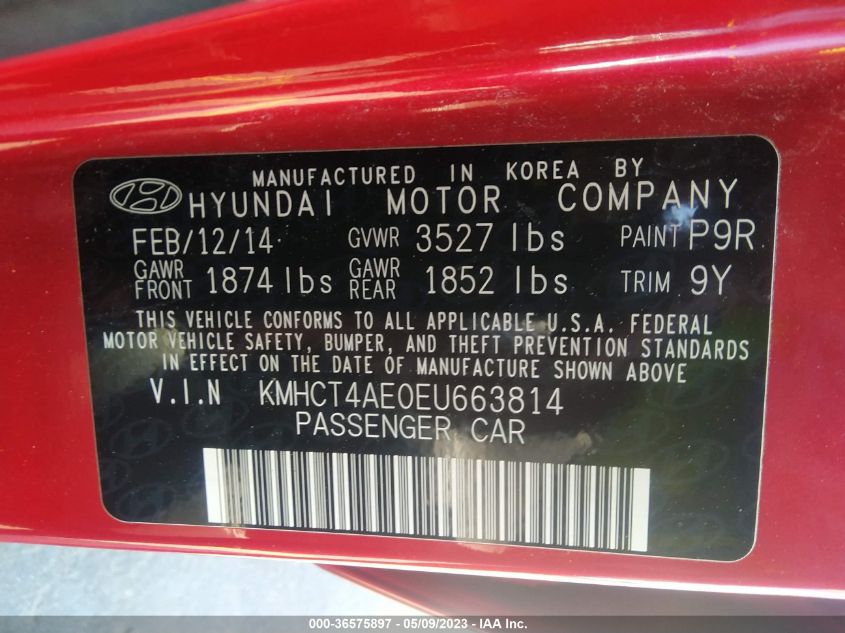 MANUFACTURED IN KOREA BY
HYUNDAI MOTOR COMPANY
FEB/12/14 GVWR 3527 lbs PAINT P9R
GAWR FRONT 1874 lbs GAWR REAR 1852 lbs TRIM 9Y
THIS VEHICLE CONFORMS TO ALL APPLICABLE U.S.A. FEDERAL
MOTOR VEHICLE SAFETY, BUMPER, AND THEFT PREVENTION STANDARDS
IN EFFECT ON THE DATE OF MANUFACTURE SHOWN ABOVE
V.I.N KMHCT4AE0EU663814
PASSENGER CAR
000-36575897 - 05/09/2023 - IAA Inc.